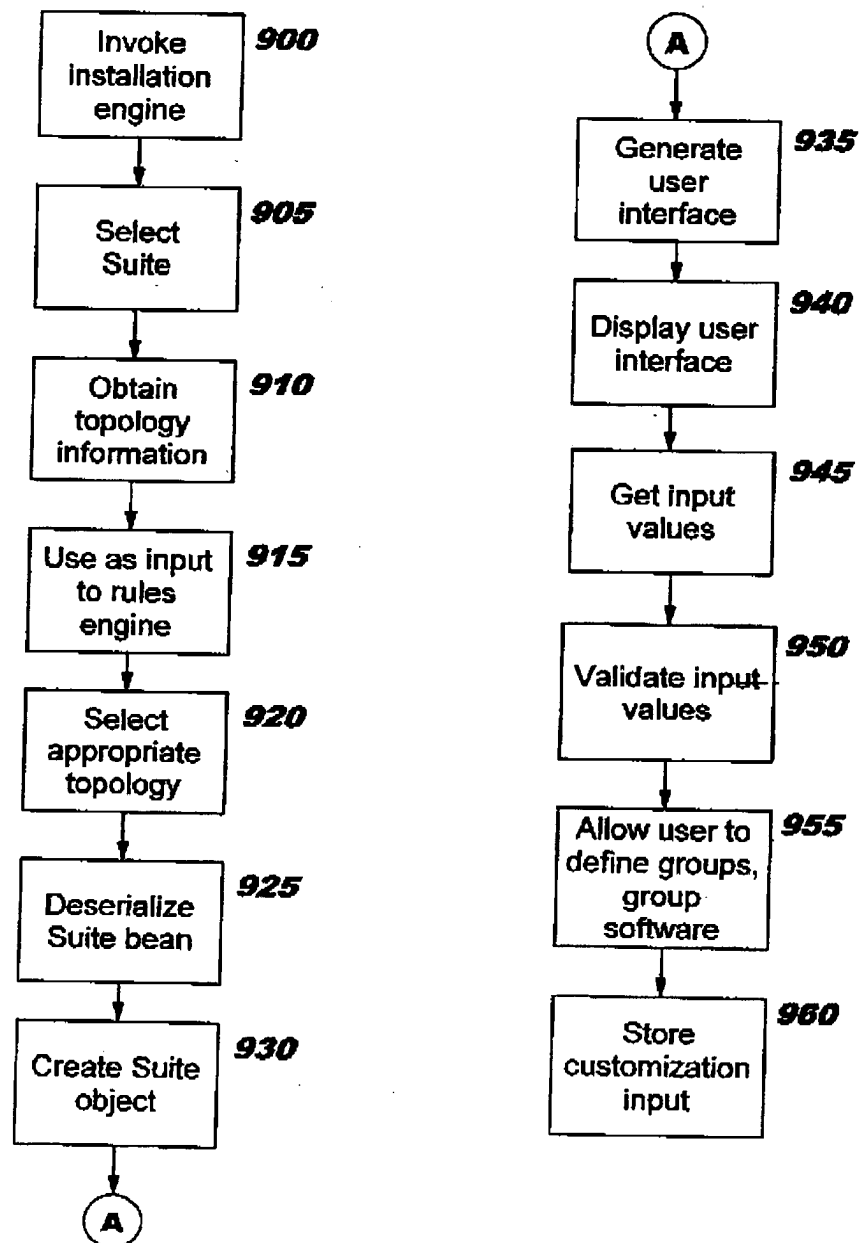 Invoke
installation
engine
900
Select
Suite
905
Obtain
topology
information
910
Use as input
to rules
engine
915
Select
appropriate
topology
920
Deserialize
Suite bean
925
Create Suite
object
930
A
A
Generate
user
interface
935
Display user
interface
940
Get input
values
945
Validate input
values
950
Allow user to
define groups,
group
software
955
Store
customization
input
960